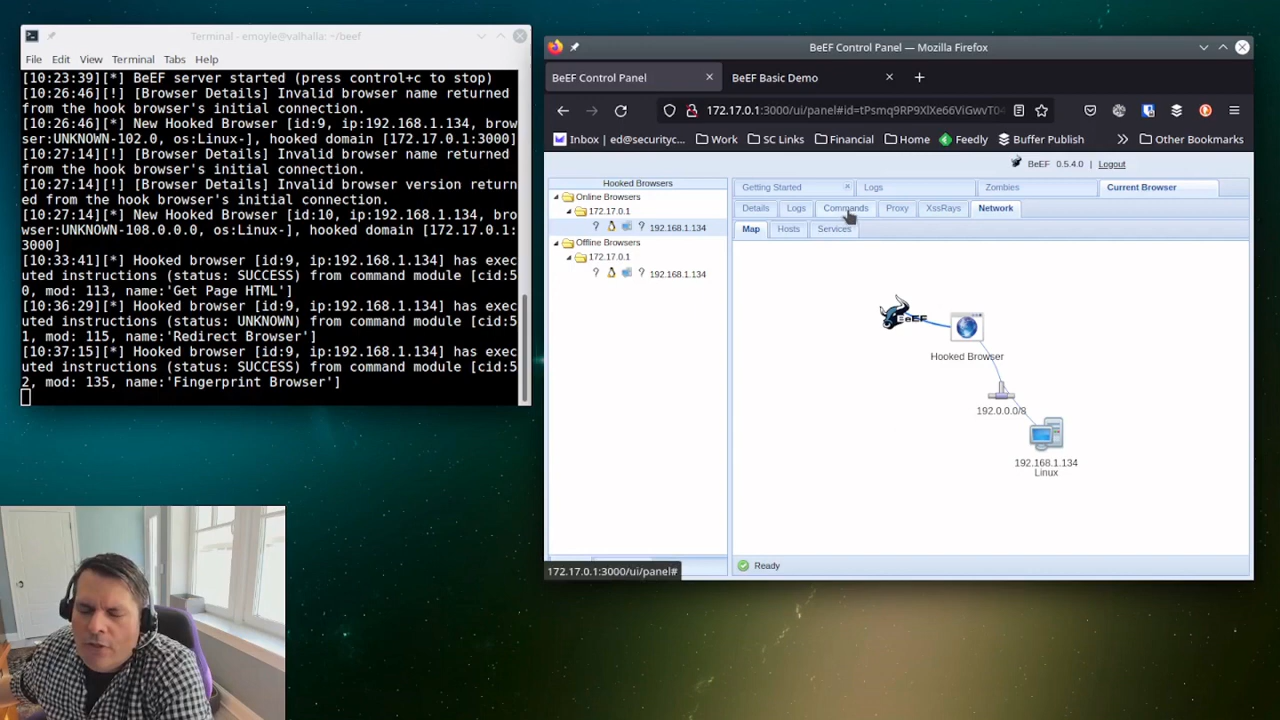 Terminal - emoyle@valhalla: ~/beef
File Edit View Terminal Tabs Help
[10:23:39][*] BeEF server started (press control+c to stop)
[10:26:46][!] [Browser Details] Invalid browser name returned
from the hook browser's initial connection.
[10:26:46][*] New Hooked Browser [id:9, ip:192.168.1.134, brow
ser:UNKNOWN-102.0, os:Linux-], hooked domain [172.17.0.1:3000]
[10:27:14][!] [Browser Details] Invalid browser name returned
from the hook browser's initial connection.
[10:27:14][!] [Browser Details] Invalid browser version return
ed from the hook browser's initial connection.
[10:27:14][*] New Hooked Browser [id:10, ip:192.168.1.134, bro
wser:UNKNOWN-108.0.0.0, os:Linux-], hooked domain [172.17.0.1:
3000]
[10:33:41][*] Hooked browser [id:9, ip:192.168.1.134] has exec
uted instructions (status: SUCCESS) from command module [cid:5
0, mod: 113, name:'Get Page HTML']
[10:36:29][*] Hooked browser [id:9, ip:192.168.1.134] has exec
uted instructions (status: UNKNOWN) from command module [cid:5
1, mod: 115, name:'Redirect Browser']
[10:37:15][*] Hooked browser [id:9, ip:192.168.1.134] has exec
uted instructions (status: SUCCESS) from command module [cid:5
2, mod: 135, name:'Fingerprint Browser']
BeEF Control Panel — Mozilla Firefox
BeEF Control Panel BeEF Basic Demo
172.17.0.1:3000/ui/panel#id=tPsmq9RP9XlXe66ViGwvT04
Inbox | ed@securityc... Work SC Links Financial Home Feedly Buffer Publish Other Bookmarks
BeEF 0.5.4.0 | Logout
Hooked Browsers
Online Browsers
172.17.0.1
? ? 192.168.1.134
Offline Browsers
172.17.0.1
? ? 192.168.1.134
Getting Started Logs Zombies Current Browser
Details Logs Commands Proxy XssRays Network
Map Hosts Services
BeEF
Hooked Browser
192.0.0.0/8
192.168.1.134
Linux
172.17.0.1:3000/ui/panel#
Ready